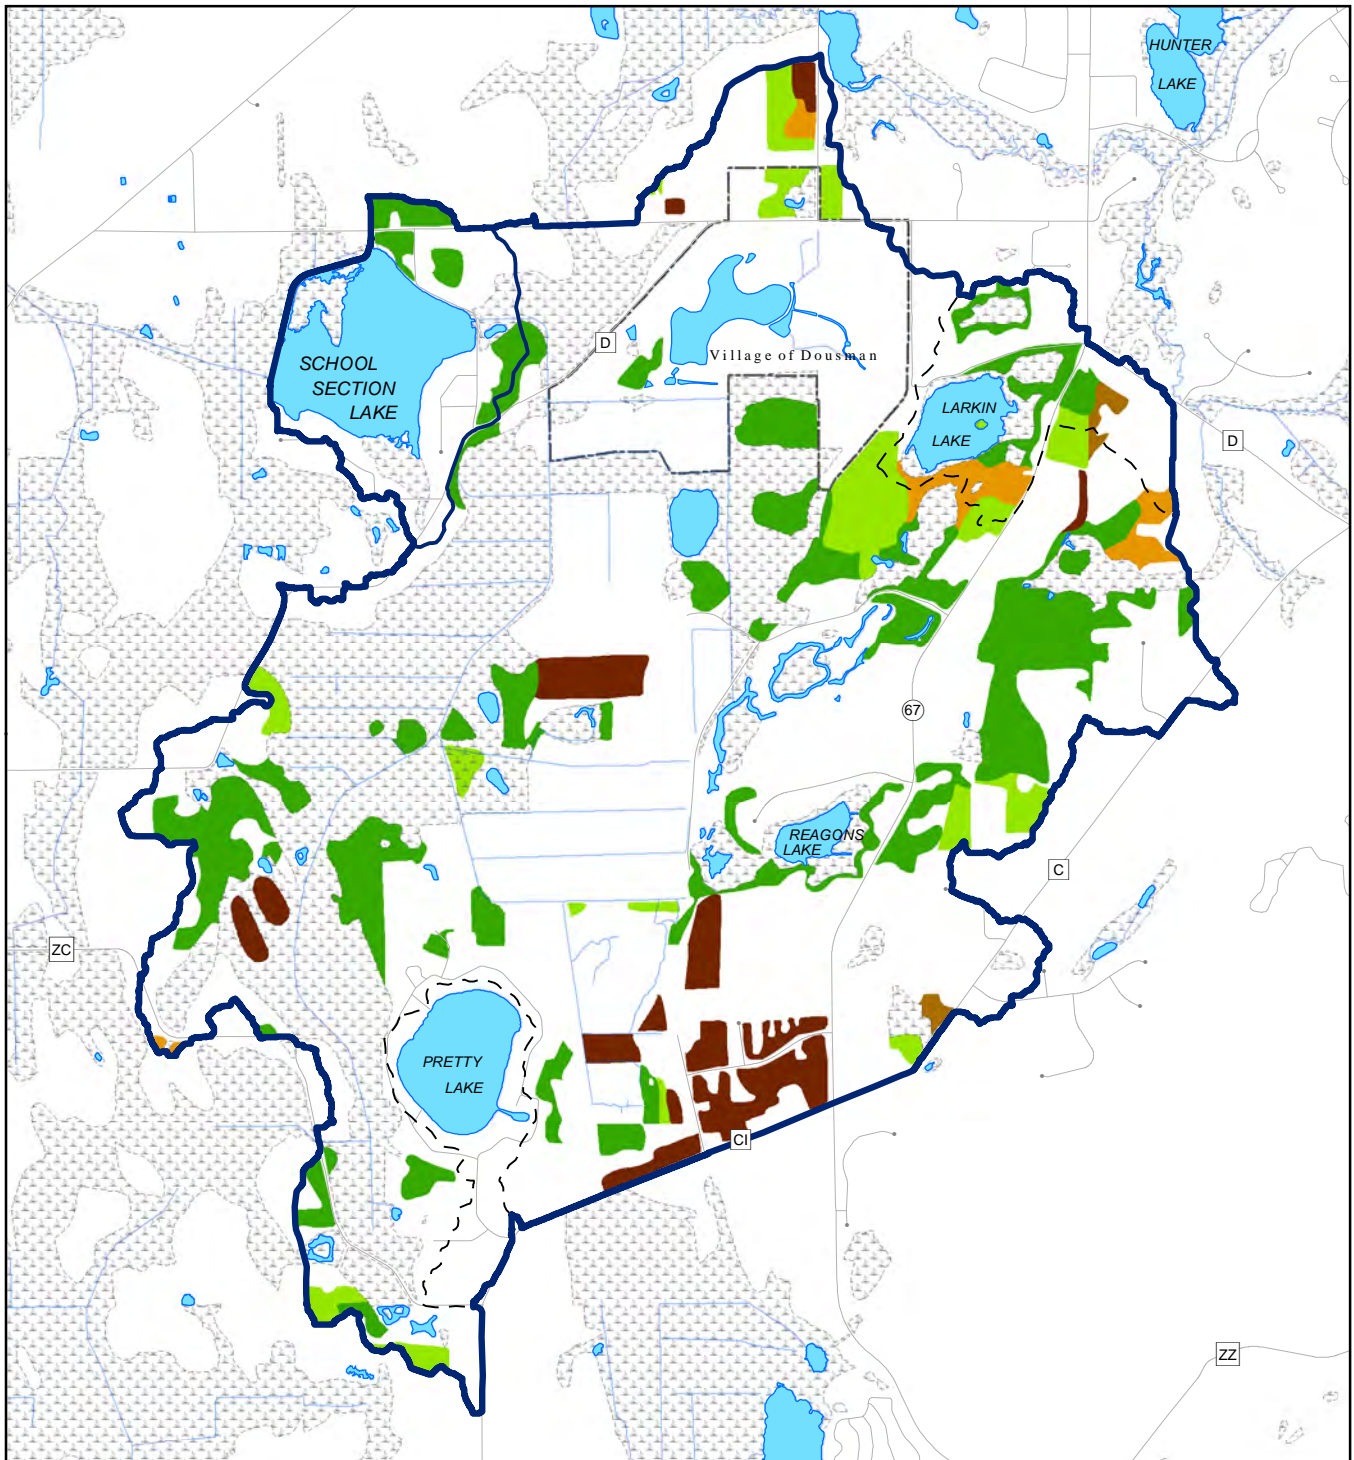 HUNTER
LAKE
SCHOOL
SECTION
LAKE
D
Village of Dousman
LARKIN
LAKE
D
67
REAGONS
LAKE
C
ZC
PRETTY
LAKE
CI
ZZ